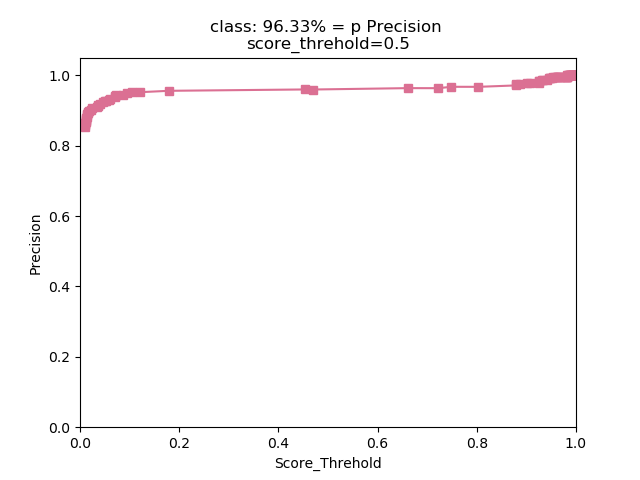 class: 96.33% = p Precision
score_threhold=0.5
1.0
0.8
0.6
0.4
0.2
0.0
Precision
0.0 0.2 0.4 0.6 0.8 1.0
Score_Threhold